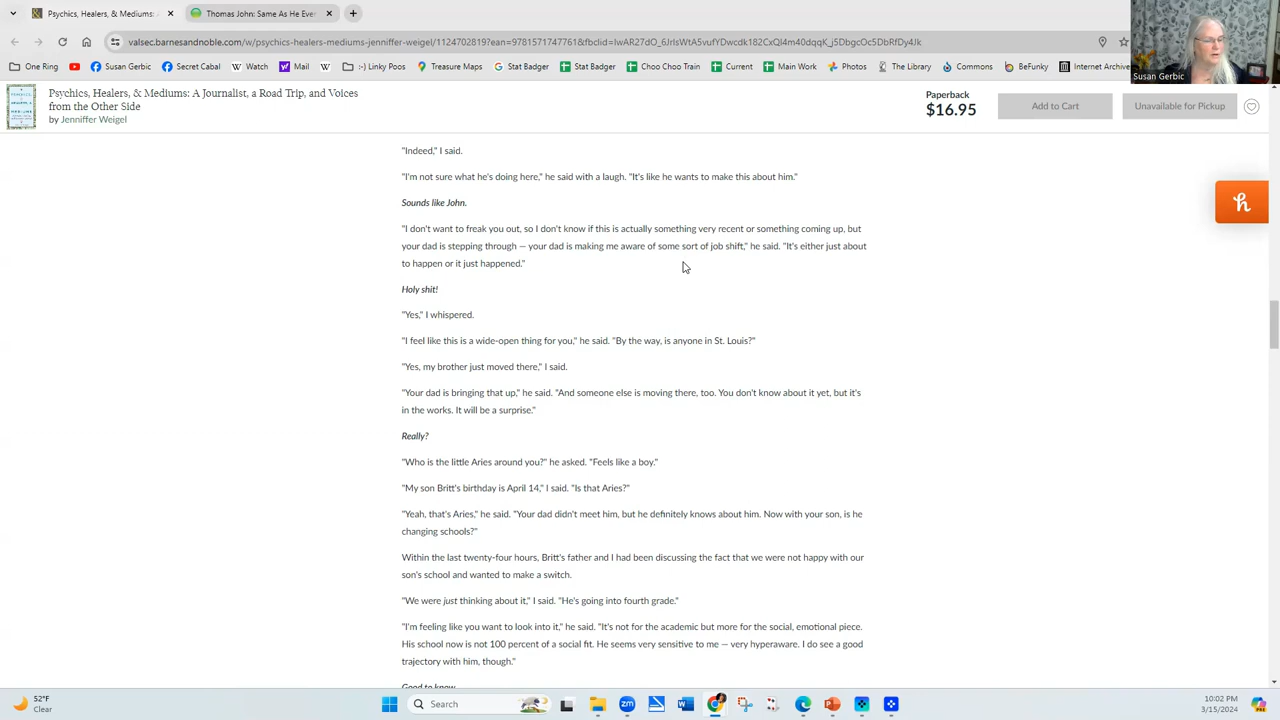 Psychics, Healers, & Mediums: A
Thomas John: Same As He Ever
valsec.barnesandnoble.com/w/psychics-healers-mediums-jenniffer-weigel/1124702819?ean=9781571747761&fbclid=IwAR27dO_6JrIsWtA5vufYDwcdk182CxQl4m40dqqK_j5DbgcOc5DbRfDy4Jk
One Ring
Susan Gerbic
Secret Cabal
Watch
Mail
:-) Linky Poos
Treasure Maps
Stat Badger
Stat Badger
Choo Choo Train
Current
Main Work
Photos
The Library
Commons
BeFunky
Internet Archive
Susan Gerbic
Psychics, Healers, & Mediums: A Journalist, a Road Trip, and Voices
from the Other Side
by Jenniffer Weigel
Paperback
$16.95
Add to Cart
Unavailable for Pickup
"Indeed," I said.
"I'm not sure what he's doing here," he said with a laugh. "It's like he wants to make this about him."
Sounds like John.
"I don't want to freak you out, so I don't know if this is actually something very recent or something coming up, but
your dad is stepping through — your dad is making me aware of some sort of job shift," he said. "It's either just about
to happen or it just happened."
Holy shit!
"Yes," I whispered.
"I feel like this is a wide-open thing for you," he said. "By the way, is anyone in St. Louis?"
"Yes, my brother just moved there," I said.
"Your dad is bringing that up," he said. "And someone else is moving there, too. You don't know about it yet, but it's
in the works. It will be a surprise."
Really?
"Who is the little Aries around you?" he asked. "Feels like a boy."
"My son Britt's birthday is April 14," I said. "Is that Aries?"
"Yeah, that's Aries," he said. "Your dad didn't meet him, but he definitely knows about him. Now with your son, is he
changing schools?"
Within the last twenty-four hours, Britt's father and I had been discussing the fact that we were not happy with our
son's school and wanted to make a switch.
"We were just thinking about it," I said. "He's going into fourth grade."
"I'm feeling like you want to look into it," he said. "It's not for the academic but more for the social, emotional piece.
His school now is not 100 percent of a social fit. He seems very sensitive to me — very hyperaware. I do see a good
trajectory with him, though."
Good to know.
52°F
Clear
Search
10:02 PM
3/15/2024